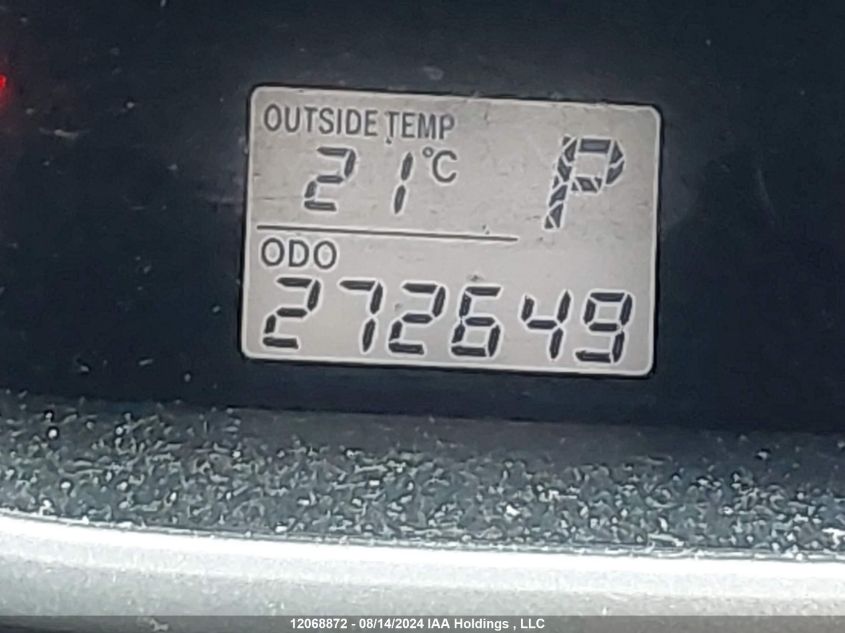 OUTSIDE TEMP
21°C P
ODO
272649
12068872 - 08/14/2024 IAA Holdings , LLC